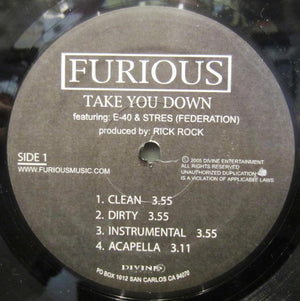 FURIOUS
TAKE YOU DOWN
featuring: E-40 & STRES (FEDERATION)
produced by: RICK ROCK
SIDE 1
WWW.FURIOUSMUSIC.COM
© 2005 DIVINE ENTERTAINMENT
ALL RIGHTS RESERVED
UNAUTHORIZED DUPLICATION
IS A VIOLATION OF APPLICABLE LAWS
1. CLEAN 3.55
2. DIRTY 3.55
3. INSTRUMENTAL 3.55
4. ACAPELLA 3.11
DIVINE
PO BOX 1012 SAN CARLOS CA 94070